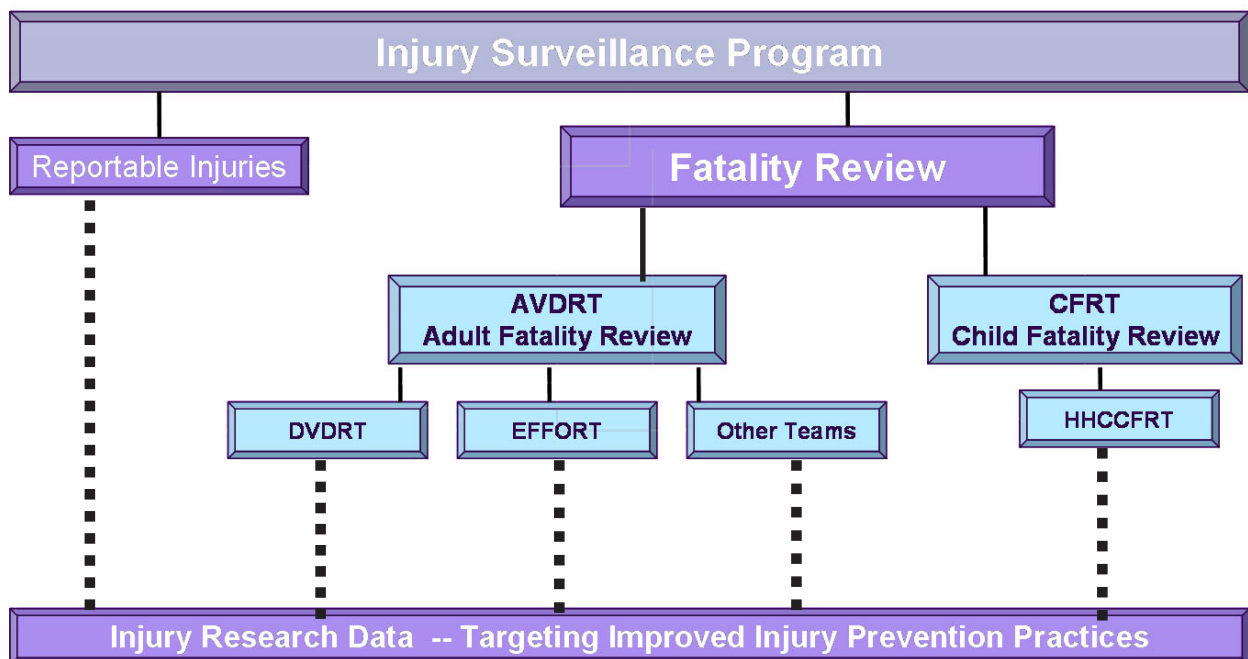 Injury Surveillance Program
Reportable Injuries
Fatality Review
AVDRT
Adult Fatality Review
CFRT
Child Fatality Review
DVDRT
EFFORT
Other Teams
HHCCFRT
Injury Research Data -- Targeting Improved Injury Prevention Practices